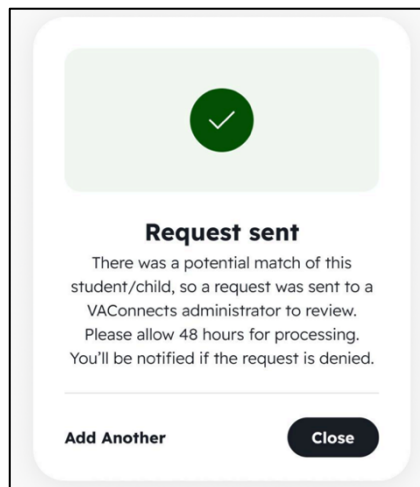 Request sent
There was a potential match of this
student/child, so a request was sent to a
VAConnects administrator to review.
Please allow 48 hours for processing.
You'll be notified if the request is denied.
Add Another
Close